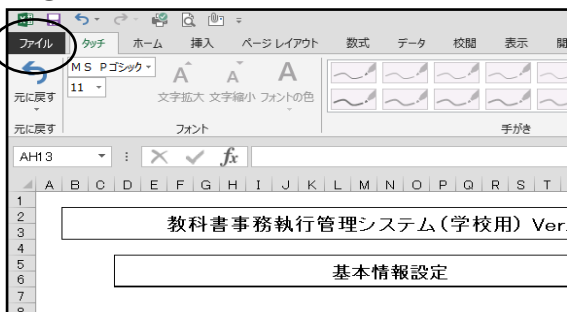 ファイル タッチ ホーム 挿入 ページ レイアウト 数式 データ 校閲 表示 開
元に戻す
MS Pゴシック
11
A A A
文字拡大 文字縮小 フォントの色
元に戻す フォント 手がき
AH13 fx
A B C D E F G H I J K L M N O P Q R S T
1
2 教科書事務執行管理システム(学校用) Ver.
3
4
5 基本情報設定
6
7
8